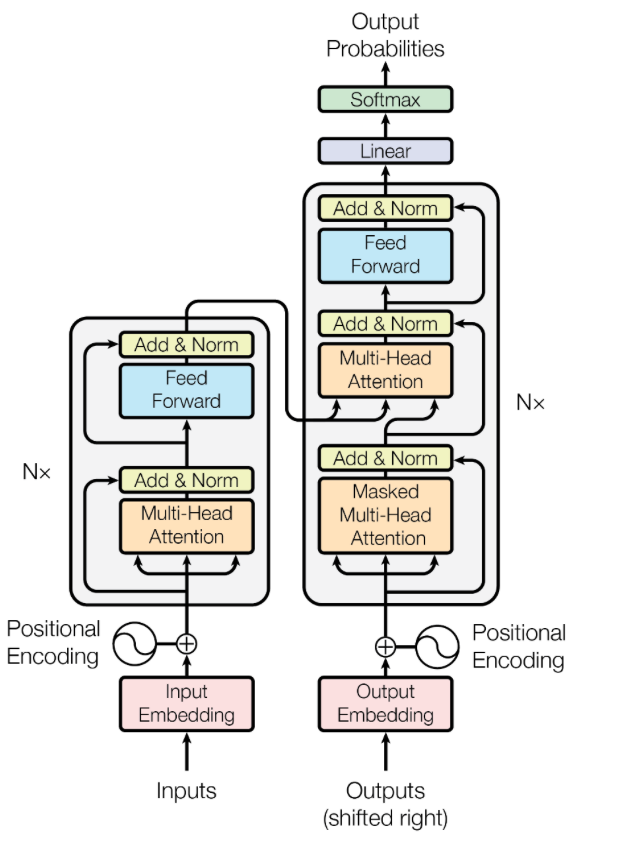 Output
Probabilities
Softmax
Linear
Add & Norm
Feed
Forward
Add & Norm
Multi-Head
Attention
Add & Norm
Masked
Multi-Head
Attention
N×
Add & Norm
Feed
Forward
Add & Norm
Multi-Head
Attention
N×
Positional
Encoding
Positional
Encoding
Input
Embedding
Output
Embedding
Inputs
Outputs
(shifted right)